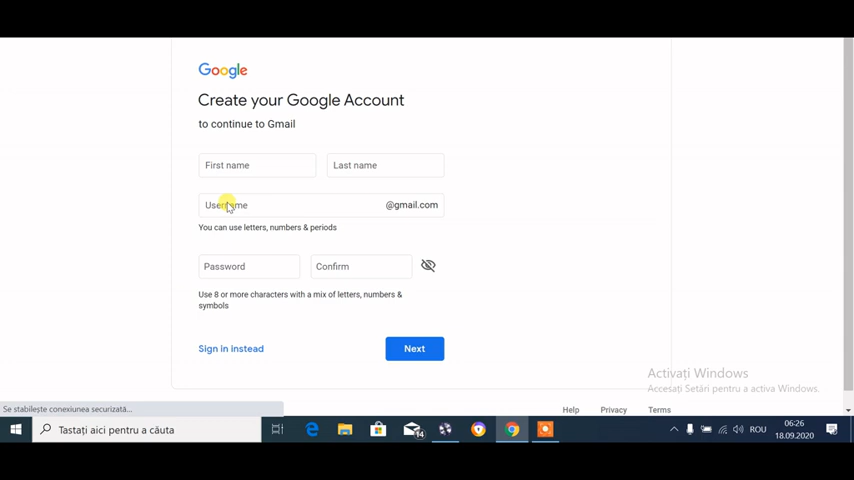 Google
Create your Google Account
to continue to Gmail
First name Last name
Username @gmail.com
You can use letters, numbers & periods
Password Confirm
Use 8 or more characters with a mix of letters, numbers &
symbols
Sign in instead Next
Activați Windows
Accesați Setări pentru a activa Windows.
Se stabilește conexiunea securizată...
Help Privacy Terms
Tastați aici pentru a căuta
14
ROU
06:26
18.09.2020